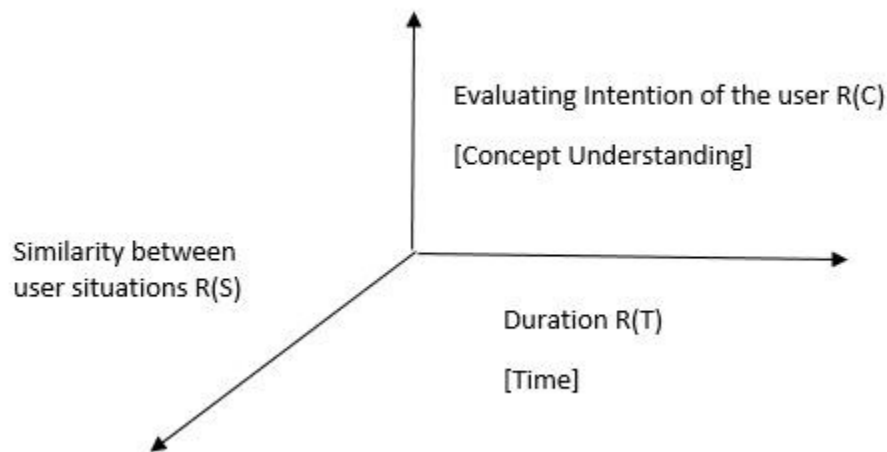 Evaluating Intention of the user R(C)
[Concept Understanding]
Similarity between
user situations R(S)
Duration R(T)
[Time]